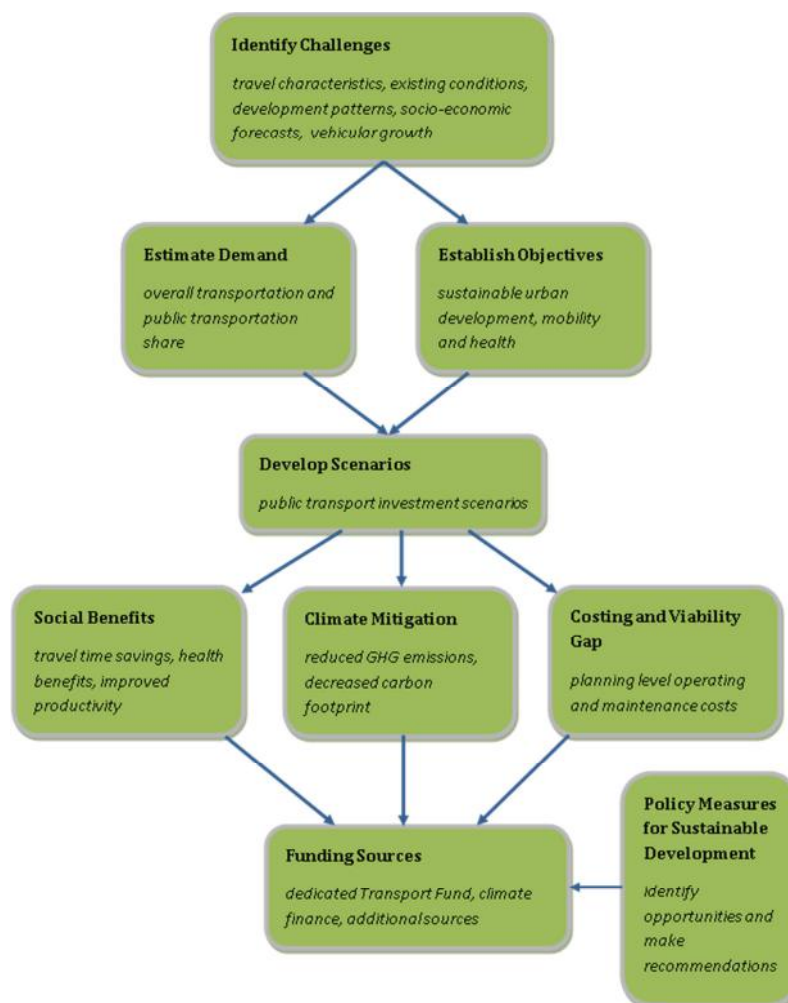 Identify Challenges
travel characteristics, existing conditions,
development patterns, socio-economic
forecasts, vehicular growth
Estimate Demand
overall transportation and
public transportation
share
Establish Objectives
sustainable urban
development, mobility
and health
Develop Scenarios
public transport investment scenarios
Social Benefits
travel time savings, health
benefits, improved
productivity
Climate Mitigation
reduced GHG emissions,
decreased carbon
footprint
Costing and Viability
Gap
planning level operating
and maintenance costs
Funding Sources
dedicated Transport Fund, climate
finance, additional sources
Policy Measures
for Sustainable
Development
identify
opportunities and
make
recommendations